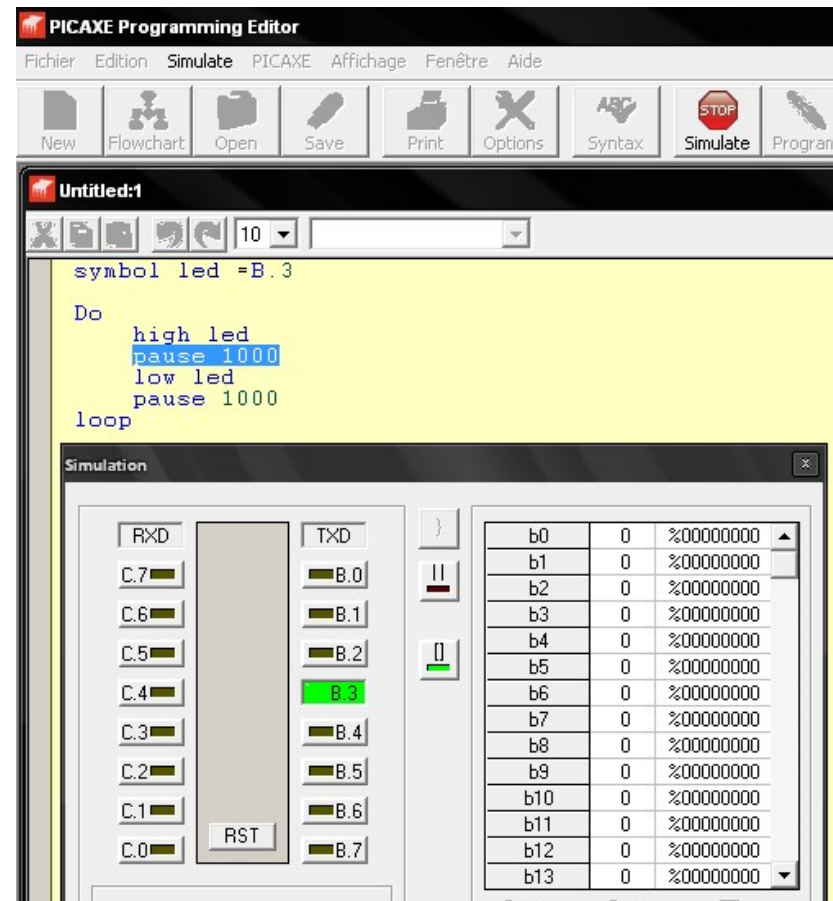 PICAXE Programming Editor
Fichier Edition Simulate PICAXE Affichage Fenêtre Aide
New Flowchart Open Save Print Options ABC Syntax STOP Simulate Program
Untitled:1
10
symbol led =B.3
Do
high led
pause 1000
low led
pause 1000
loop
Simulation
RXD TXD
C.7 B.0
C.6 B.1
C.5 B.2
C.4 B.3
C.3 B.4
C.2 B.5
C.1 B.6
C.0 RST B.7
b0 0 %00000000
b1 0 %00000000
b2 0 %00000000
b3 0 %00000000
b4 0 %00000000
b5 0 %00000000
b6 0 %00000000
b7 0 %00000000
b8 0 %00000000
b9 0 %00000000
b10 0 %00000000
b11 0 %00000000
b12 0 %00000000
b13 0 %00000000